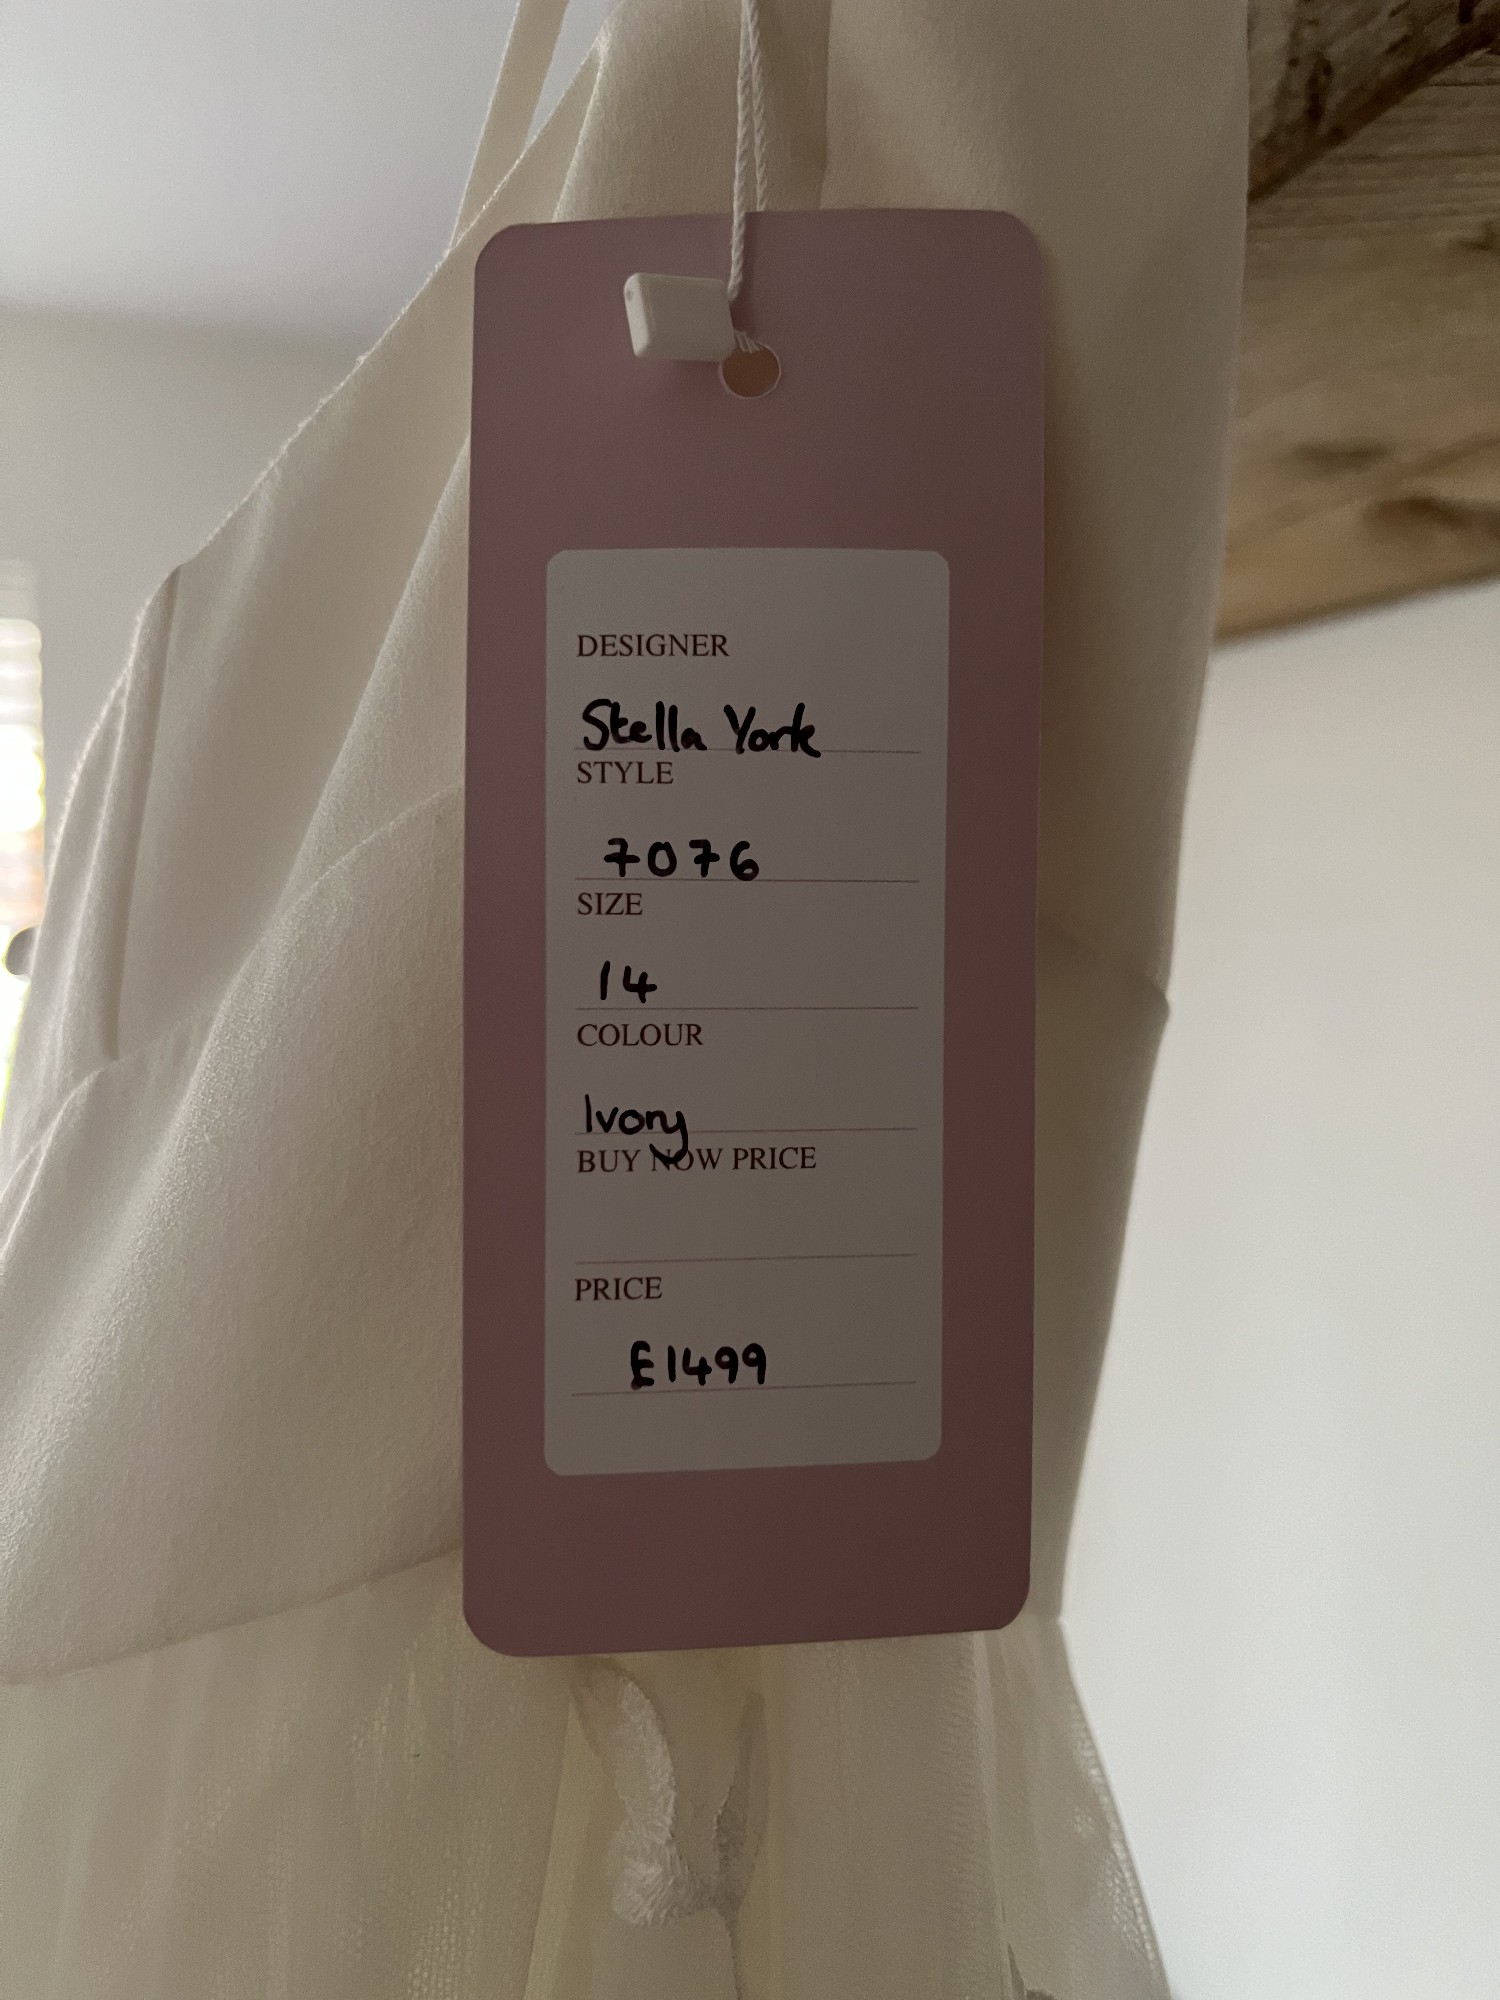 DESIGNER
Stella York
STYLE
7076
SIZE
14
COLOUR
Ivory
BUY NOW PRICE
PRICE
£1499